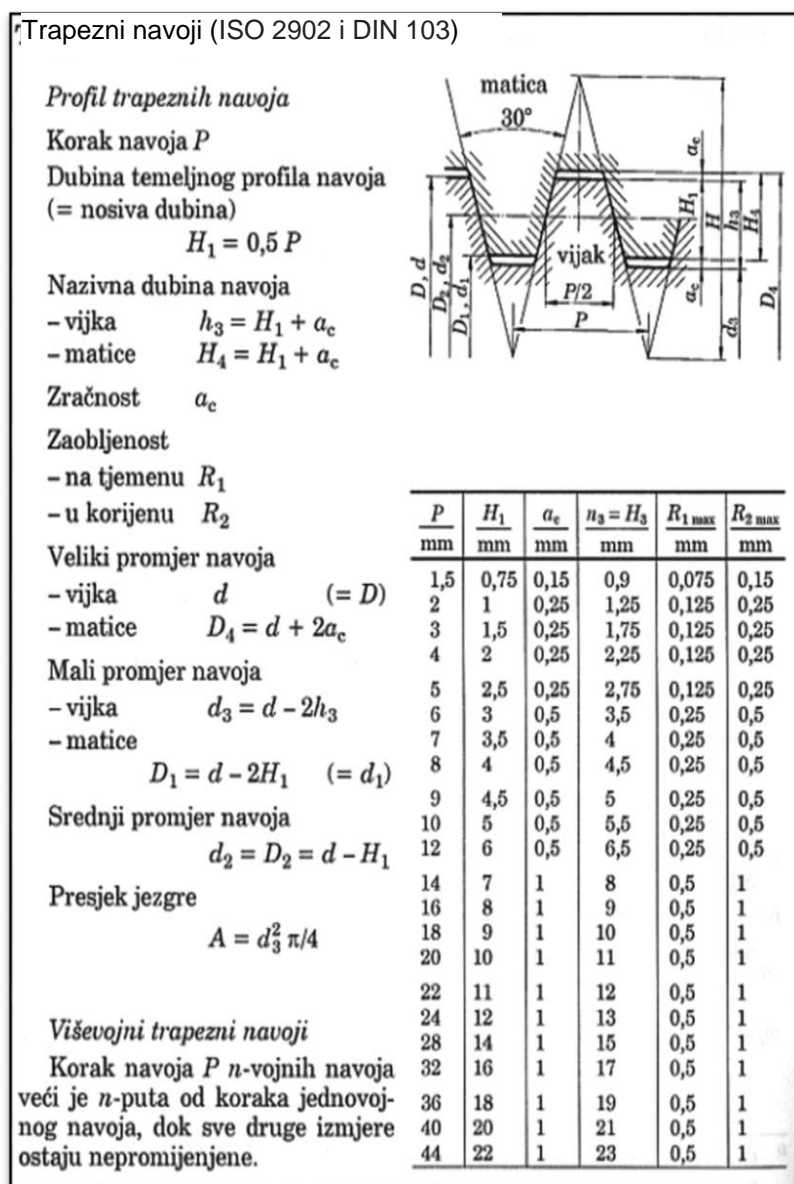 Trapezni navoji (ISO 2902 i DIN 103)
Profil trapeznih navoja
Korak navoja P
Dubina temeljnog profila navoja
(= nosiva dubina)
H₁ = 0,5 P
Nazivna dubina navoja
– vijka h₃ = H₁ + a_c
– matice H₄ = H₁ + a_c
Zračnost a_c
Zaobljenost
– na tjemenu R₁
– u korijenu R₂
Veliki promjer navoja
– vijka d (= D)
– matice D₄ = d + 2a_c
Mali promjer navoja
– vijka d₃ = d – 2h₃
– matice
D₁ = d – 2H₁ (= d₁)
Srednji promjer navoja
d₂ = D₂ = d – H₁
Presjek jezgre
A = d₃² π/4
Viševojni trapezni navoji
Korak navoja P n-vojnih navoja
veći je n-puta od koraka jednovoj-
nog navoja, dok sve druge izmjere
ostaju nepromijenjene.
matica
30°
a_c
H₁
H
h₃
H₄
D, d
D₂, d₂
D₁, d₁
vijak
P/2
P
a_c
d₃
D₄
P H₁ a_c n₃ = H₃ R₁ max R₂ max
mm mm mm mm mm mm
1,5 0,75 0,15 0,9 0,075 0,15
2 1 0,25 1,25 0,125 0,25
3 1,5 0,25 1,75 0,125 0,25
4 2 0,25 2,25 0,125 0,25
5 2,5 0,25 2,75 0,125 0,25
6 3 0,5 3,5 0,25 0,5
7 3,5 0,5 4 0,25 0,5
8 4 0,5 4,5 0,25 0,5
9 4,5 0,5 5 0,25 0,5
10 5 0,5 5,5 0,25 0,5
12 6 0,5 6,5 0,25 0,5
14 7 1 8 0,5 1
16 8 1 9 0,5 1
18 9 1 10 0,5 1
20 10 1 11 0,5 1
22 11 1 12 0,5 1
24 12 1 13 0,5 1
28 14 1 15 0,5 1
32 16 1 17 0,5 1
36 18 1 19 0,5 1
40 20 1 21 0,5 1
44 22 1 23 0,5 1